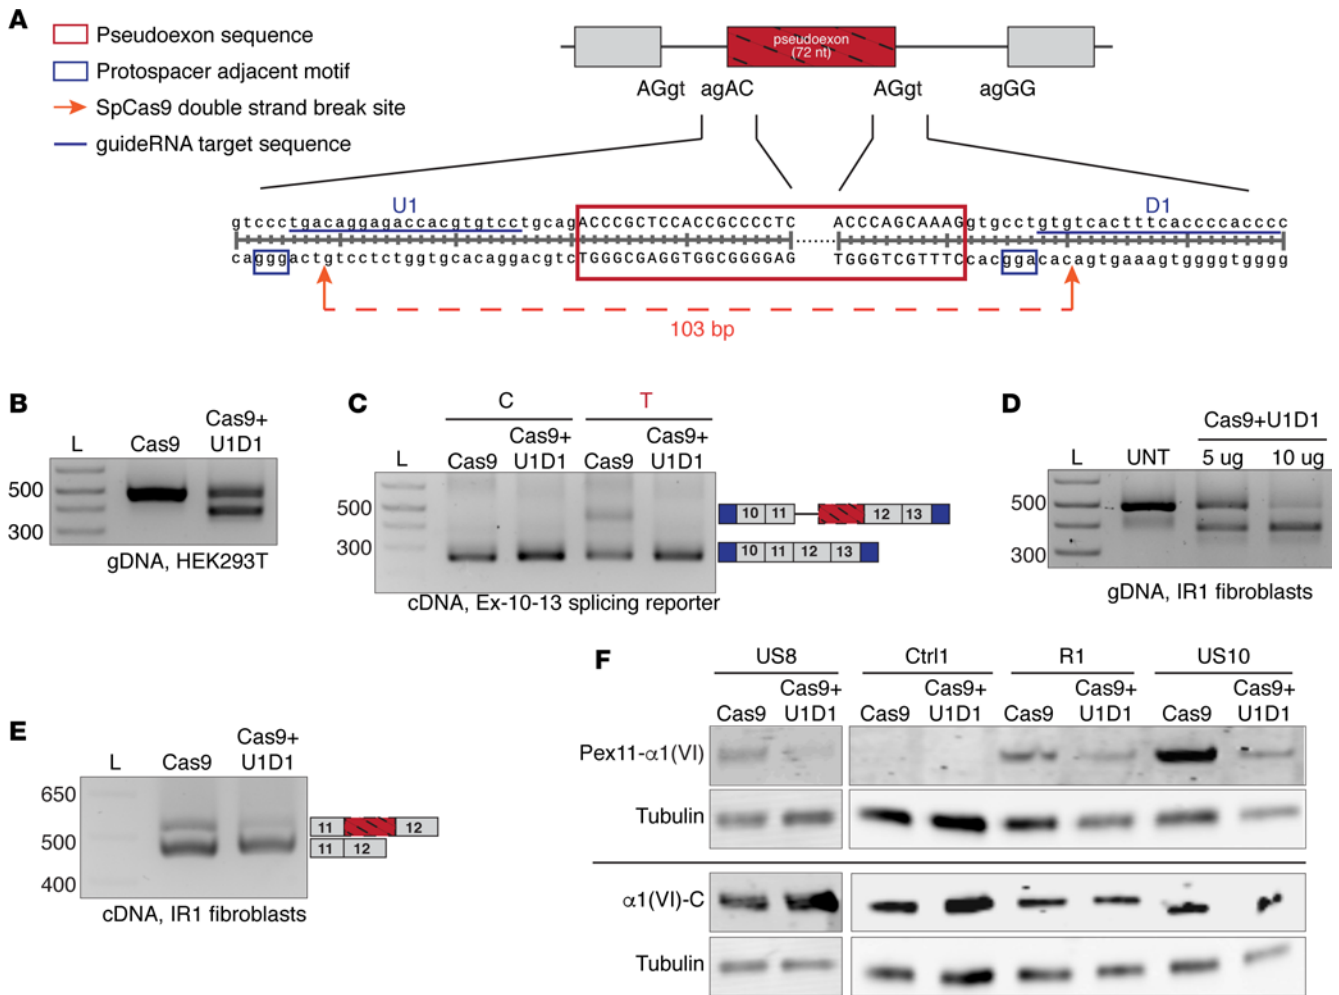 A
Pseudoexon sequence
Protospacer adjacent motif
SpCas9 double strand break site
guideRNA target sequence
pseudoexon
(72 nt)
AGgt agAC AGgt agGG
U1 D1
gtccctgacaggagaccacgtgtcctgcagACCCGCTCCACCGCCCCTC ACCCAGCAAAGgtgcctgtgtcacttttcaccccacccc
cagggactgtcctctggtgcacaggacgtcTGGGCGAGGTGGCGGGGAG TGGGTCGTTTCcacggacacagtgaaagtggggtgggg
103 bp
B
L Cas9 Cas9+
U1D1
500
300
gDNA, HEK293T
C
C T
L Cas9 Cas9+
U1D1 Cas9 Cas9+
U1D1
500
300
10 11 12 13
10 11 12 13
cDNA, Ex-10-13 splicing reporter
D
Cas9+U1D1
L UNT 5 ug 10 ug
500
300
gDNA, IR1 fibroblasts
E
L Cas9 Cas9+
U1D1
650
500
400
11 12
11 12
cDNA, IR1 fibroblasts
F
US8 Ctrl1 R1 US10
Cas9 Cas9+
U1D1 Cas9 Cas9+
U1D1 Cas9 Cas9+
U1D1 Cas9 Cas9+
U1D1
Pex11-α1(VI)
Tubulin
α1(VI)-C
Tubulin